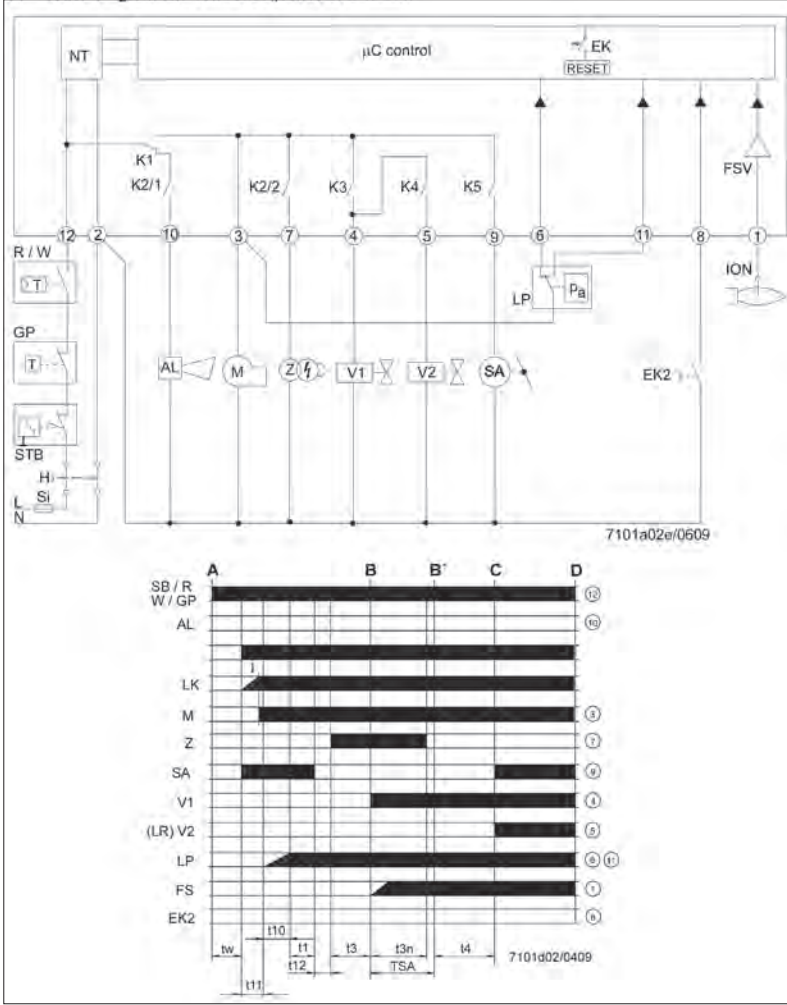 NT
µC control
EK
RESET
FSV
K1
K2/1
K2/2
K3
K4
K5
12 2 10 3 7 4 5 9 6 11 8 1
R / W
T
GP
T
STB
H
Si
L
N
AL
M
Z
V1
V2
SA
LP
Pa
EK2
ION
7101a02e/0609
A B B' C D
SB / R
W / GP
12
AL
10
LK
M
3
Z
7
SA
9
V1
4
(LR) V2
5
LP
6 11
FS
1
EK2
8
t10
tw
t1
t3
t3n
t4
t12
TSA
t11
7101d02/0409